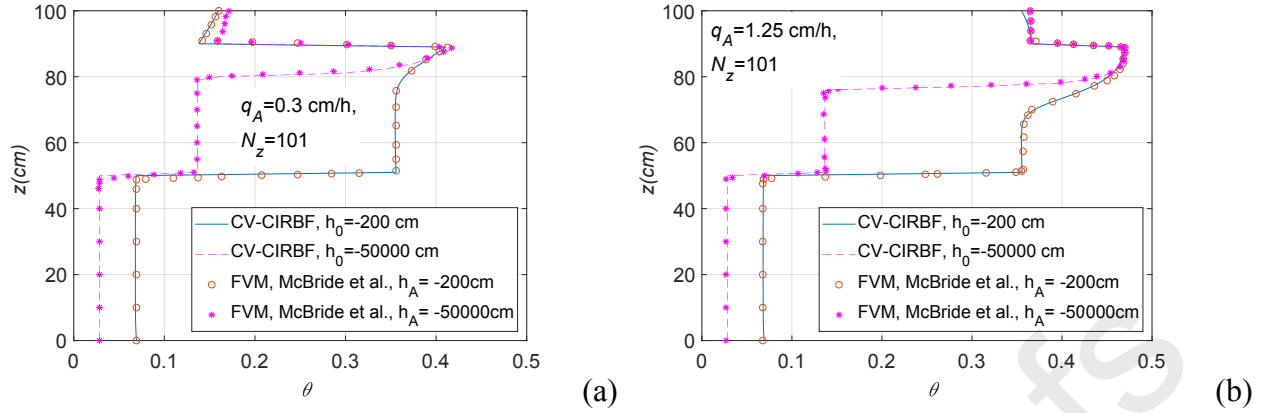 100
80
60
40
20
0
z(cm)
q_A=0.3 cm/h,
N_z=101
CV-CIRBF, h_0=-200 cm
CV-CIRBF, h_0=-50000 cm
FVM, McBride et al., h_A= -200cm
FVM, McBride et al., h_A= -50000cm
0 0.1 0.2 0.3 0.4 0.5
θ
(a)
100
80
60
40
20
0
z(cm)
q_A=1.25 cm/h,
N_z=101
CV-CIRBF, h_0=-200 cm
CV-CIRBF, h_0=-50000 cm
FVM, McBride et al., h_A= -200cm
FVM, McBride et al., h_A= -50000cm
0 0.1 0.2 0.3 0.4 0.5
θ
(b)
fs